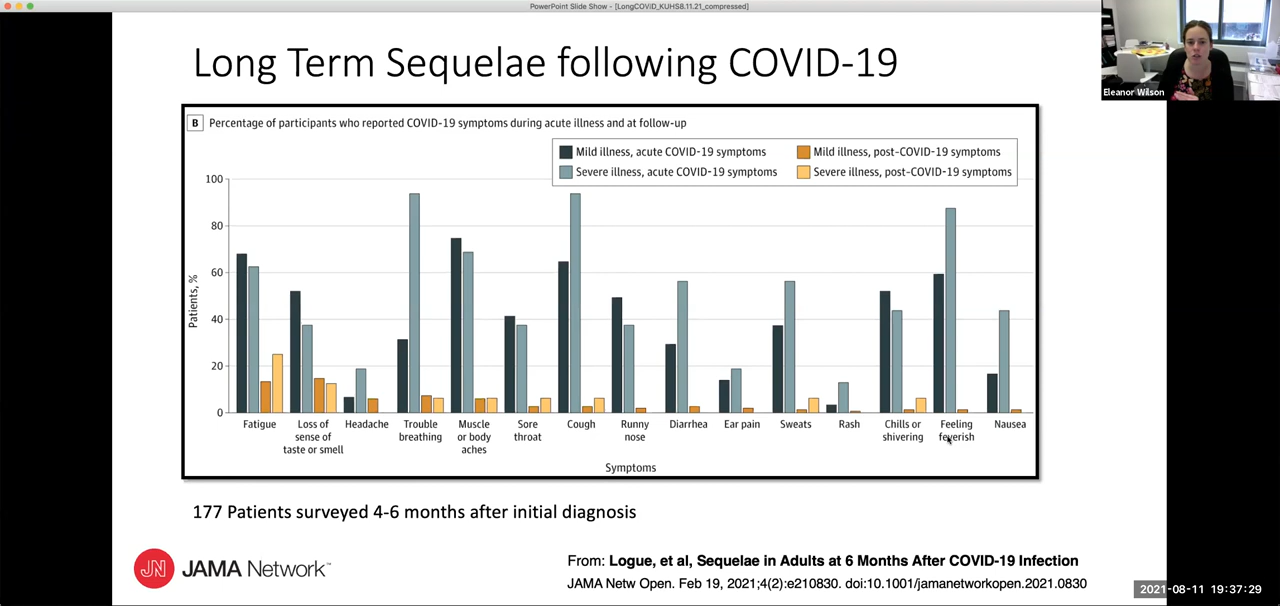 PowerPoint Slide Show - [LongCOViD_KUHS8.11.21_compressed]
Eleanor Wilson
Long Term Sequelae following COVID-19
B Percentage of participants who reported COVID-19 symptoms during acute illness and at follow-up
Mild illness, acute COVID-19 symptoms
Mild illness, post-COVID-19 symptoms
Severe illness, acute COVID-19 symptoms
Severe illness, post-COVID-19 symptoms
Patients, %
100
80
60
40
20
0
Fatigue
Loss of
sense of
taste or smell
Headache
Trouble
breathing
Muscle
or body
aches
Sore
throat
Cough
Runny
nose
Diarrhea
Ear pain
Sweats
Rash
Chills or
shivering
Feeling
feverish
Nausea
Symptoms
177 Patients surveyed 4-6 months after initial diagnosis
JN JAMA Network™
From: Logue, et al, Sequelae in Adults at 6 Months After COVID-19 Infection
JAMA Netw Open. Feb 19, 2021;4(2):e210830. doi:10.1001/jamanetworkopen.2021.0830
2021-08-11 19:37:29